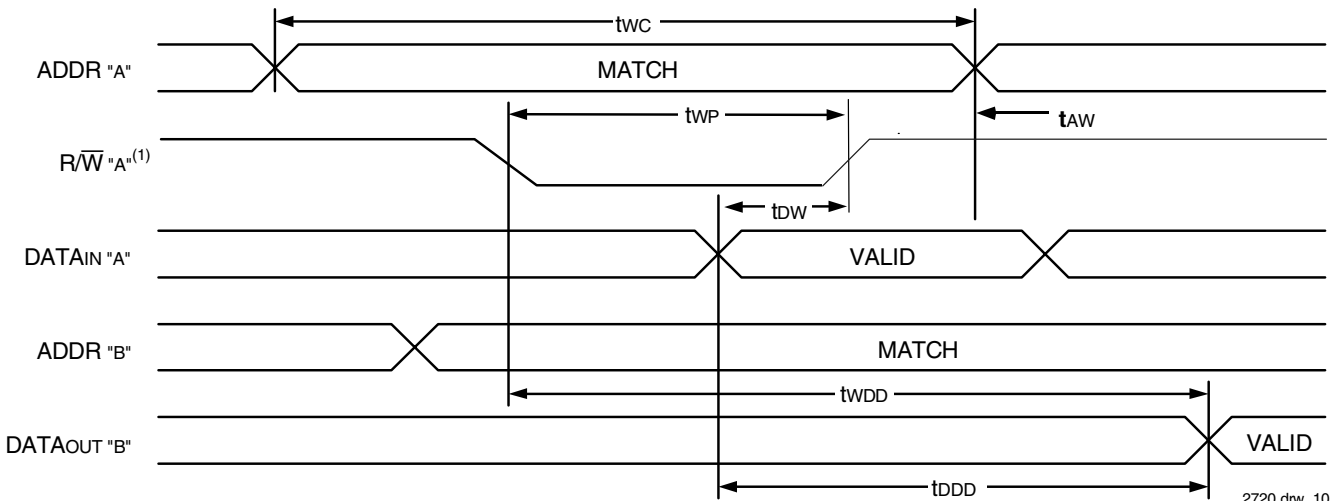 tWC
ADDR "A"
MATCH
tWP
tAW
R/W̅ "A"(1)
tDW
DATAIN "A"
VALID
ADDR "B"
MATCH
tWDD
DATAOUT "B"
VALID
tDDD
2720 drw 10